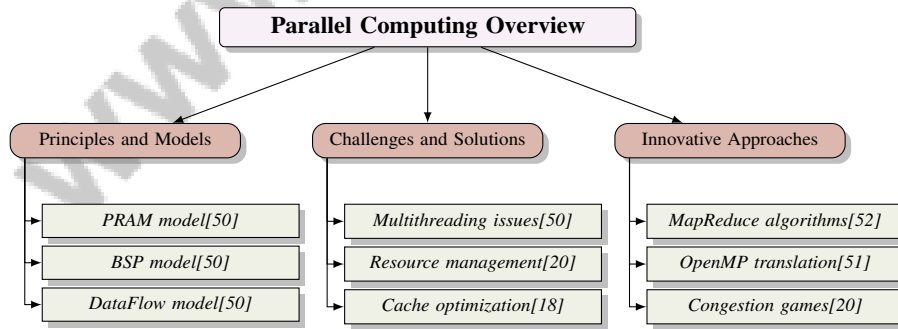 Parallel Computing Overview
Principles and Models
Challenges and Solutions
Innovative Approaches
PRAM model[50]
Multithreading issues[50]
MapReduce algorithms[52]
BSP model[50]
Resource management[20]
OpenMP translation[51]
DataFlow model[50]
Cache optimization[18]
Congestion games[20]